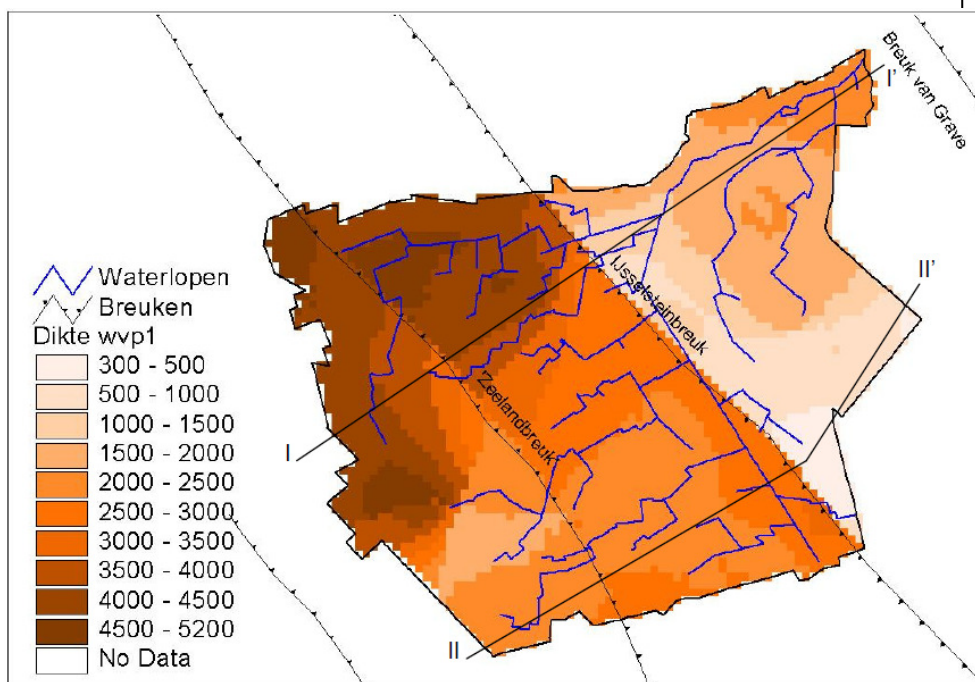 Breuk van Grave
I'
II'
IJsselsteinbreuk
'Zeelandbreuk'
I
II
Waterlopen
Breuken
Dikte wvp1
300 - 500
500 - 1000
1000 - 1500
1500 - 2000
2000 - 2500
2500 - 3000
3000 - 3500
3500 - 4000
4000 - 4500
4500 - 5200
No Data